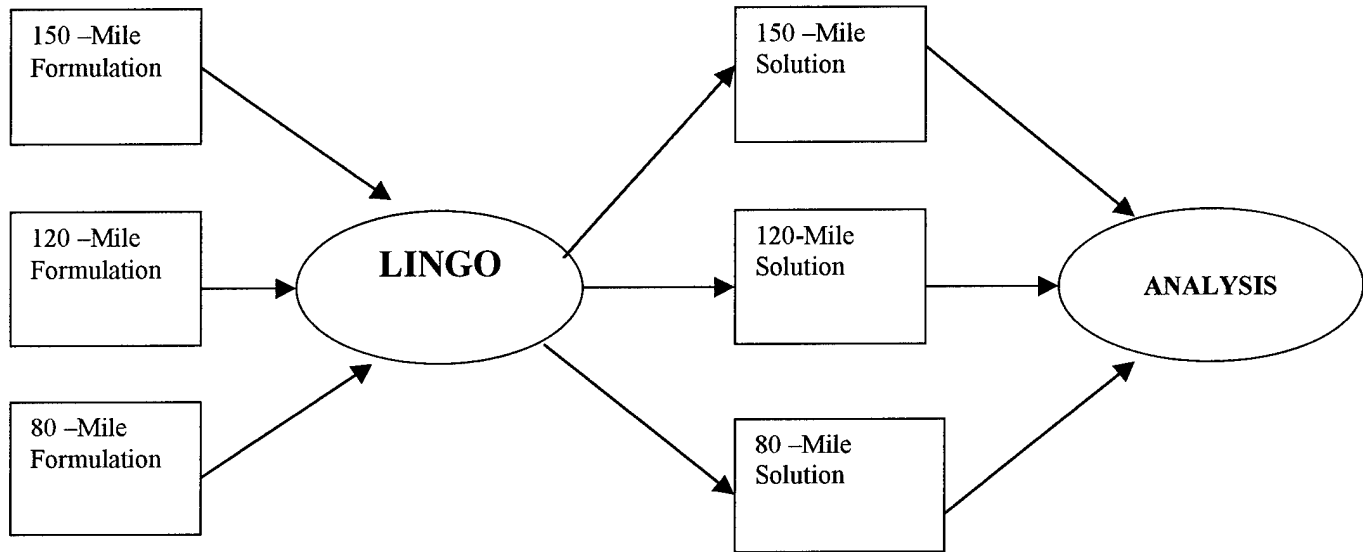 150 –Mile
Formulation
120 –Mile
Formulation
80 –Mile
Formulation
LINGO
150 –Mile
Solution
120-Mile
Solution
80 –Mile
Solution
ANALYSIS